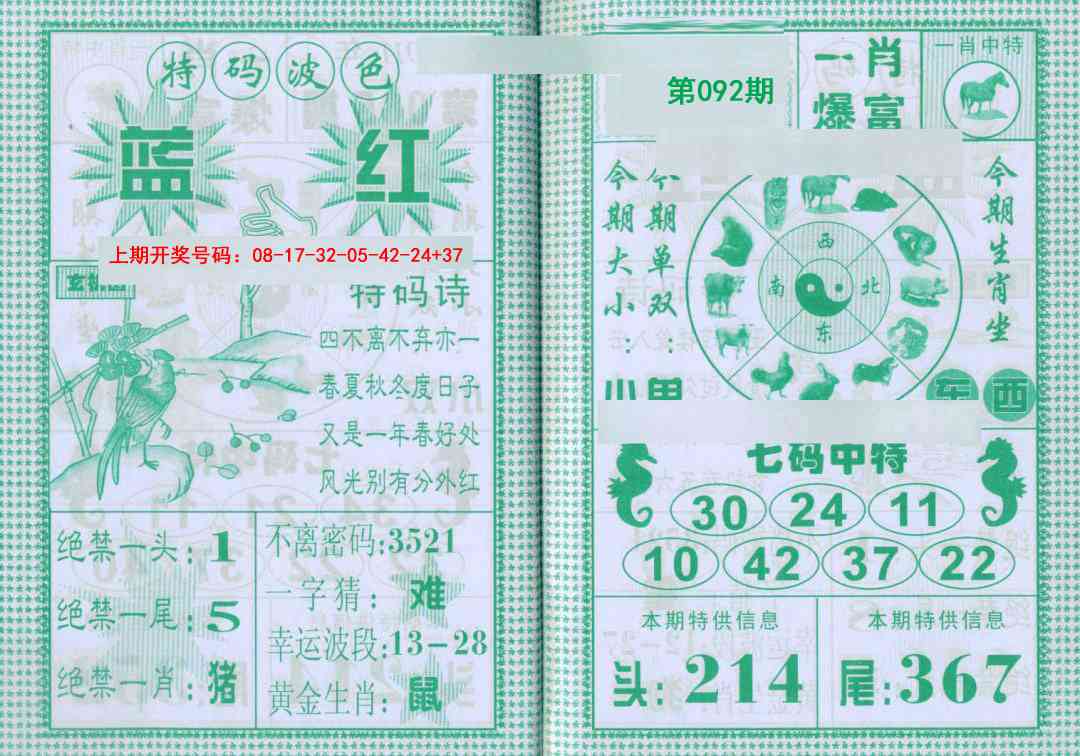 特码波色
蓝 红
上期开奖号码：08-17-32-05-42-24+37
特码诗
四不离不弃亦一
春夏秋冬度日子
又是一年春好处
风光别有分外红
绝禁一头：1
绝禁一尾：5
绝禁一肖：猪
不离密码:3521
一字猜：难
幸运波段:13-28
黄金生肖:鼠
第092期
一肖
爆富
一肖中特
今期大小：
期单双：
西
南 北
东
今期生肖坐
西
七码中特
30 24 11
10 42 37 22
本期特供信息
头:214
本期特供信息
尾:367